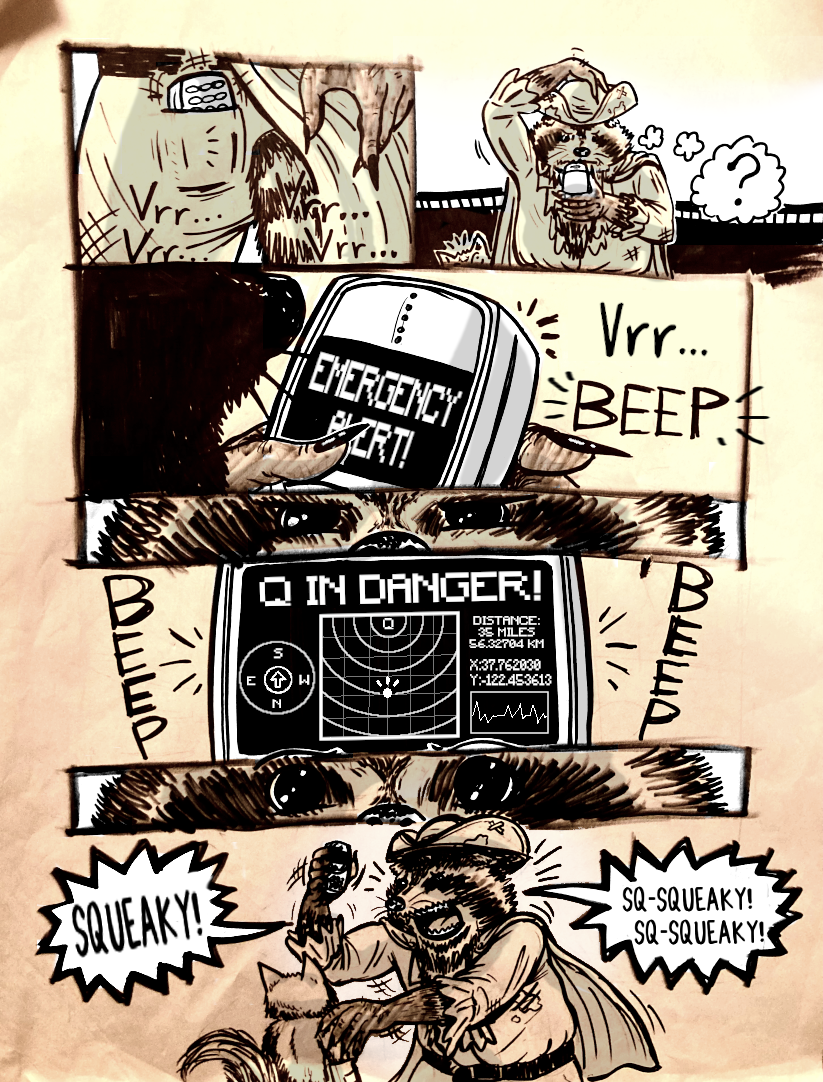 Vrr...
Vrr...
Vrr...
Vrr...
?
EMERGENCY
ALERT!
Vrr...
BEEP
BEEP
Q IN DANGER!
S
E
W
N
Q
DISTANCE:
35 MILES
56.32704 KM
X:37.762030
Y:-122.453613
BEEP
SQUEAKY!
SQ-SQUEAKY!
SQ-SQUEAKY!